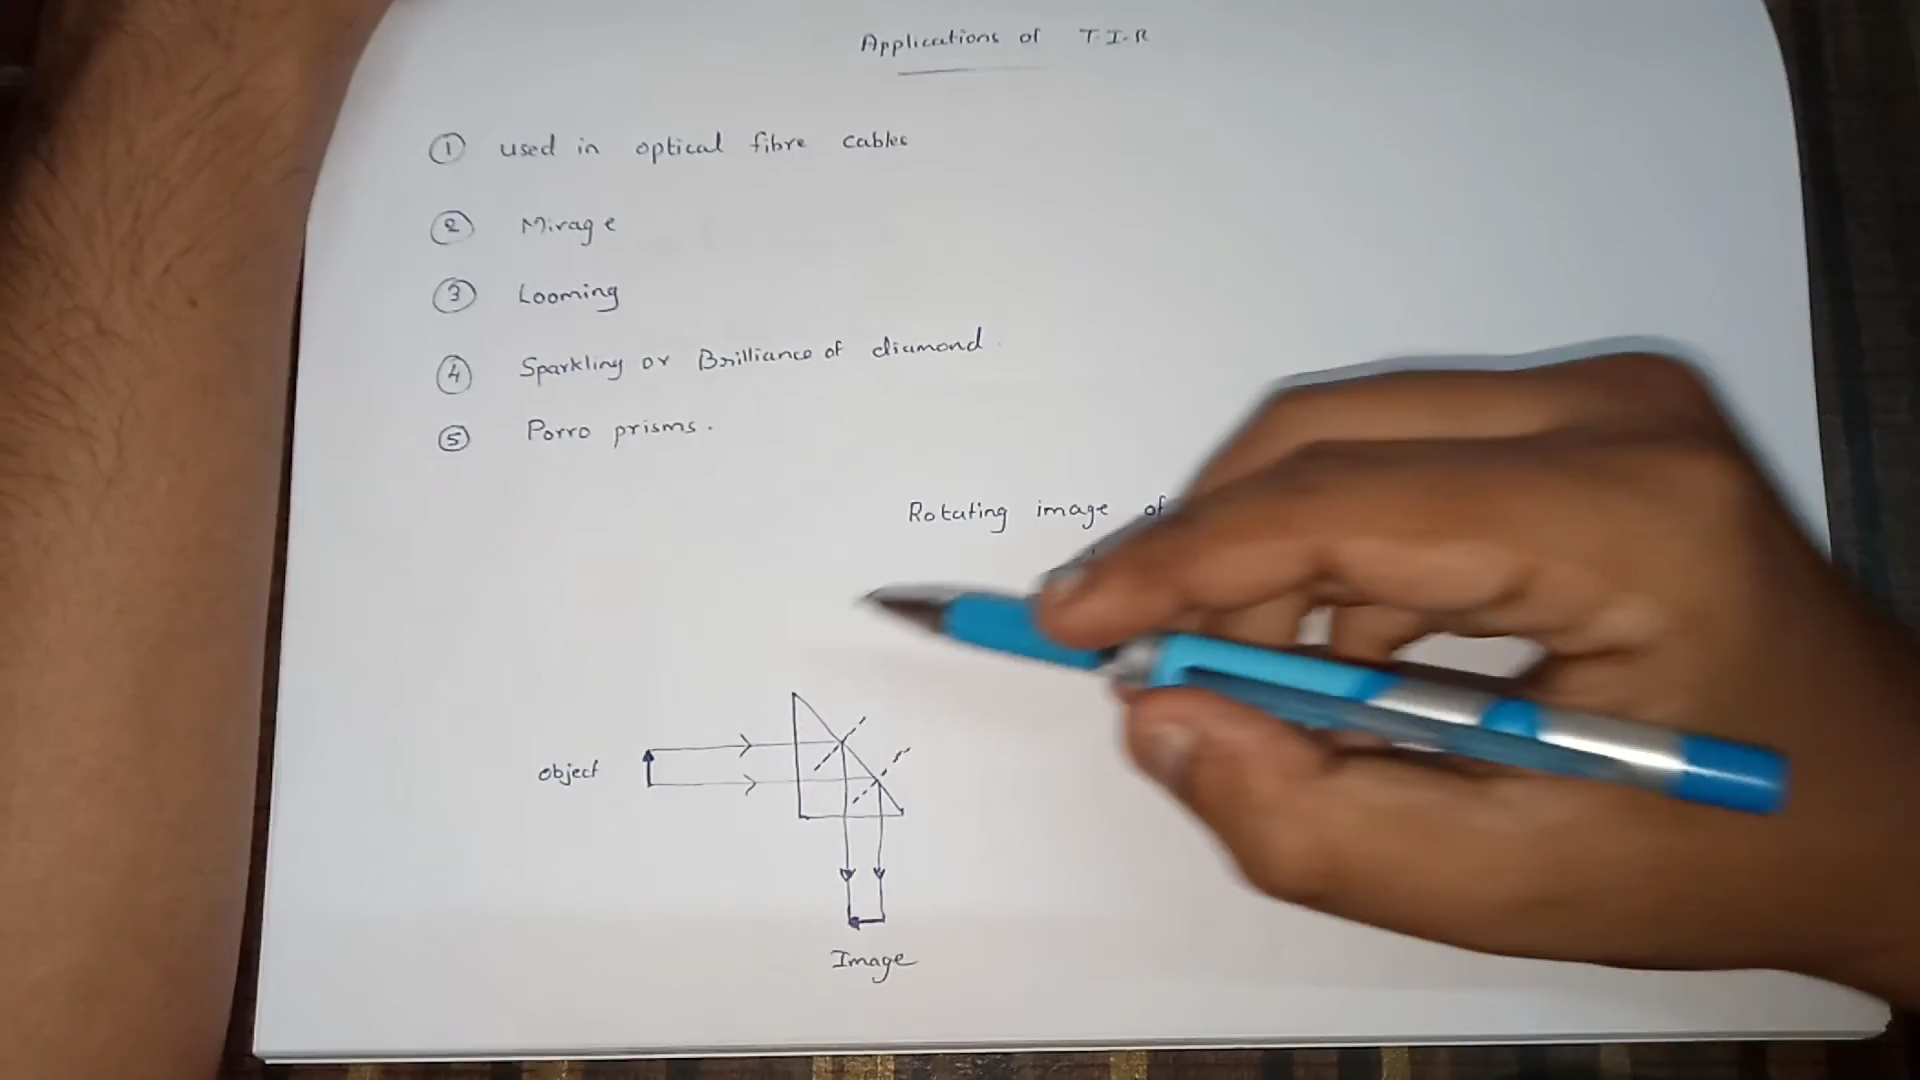 Applications of T.I.R
① used in optical fibre cables
② Mirage
③ Looming
④ Sparkling or Brilliance of diamond.
⑤ Porro prisms.
Rotating image of
object
Image